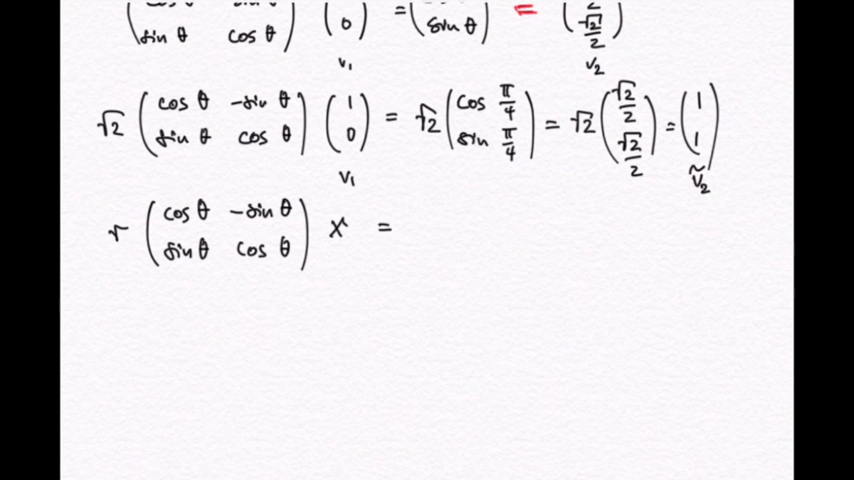 (sin θ cos θ) (0) = (sin θ) = (√2/2)
v₁ v₂
√2 (cos θ -sin θ sin θ cos θ) (1 0) = √2 (cos π/4 sin π/4) = √2 (√2/2 √2/2) = (1 1)
v₁ ṽ₂
r (cos θ -sin θ sin θ cos θ) X =